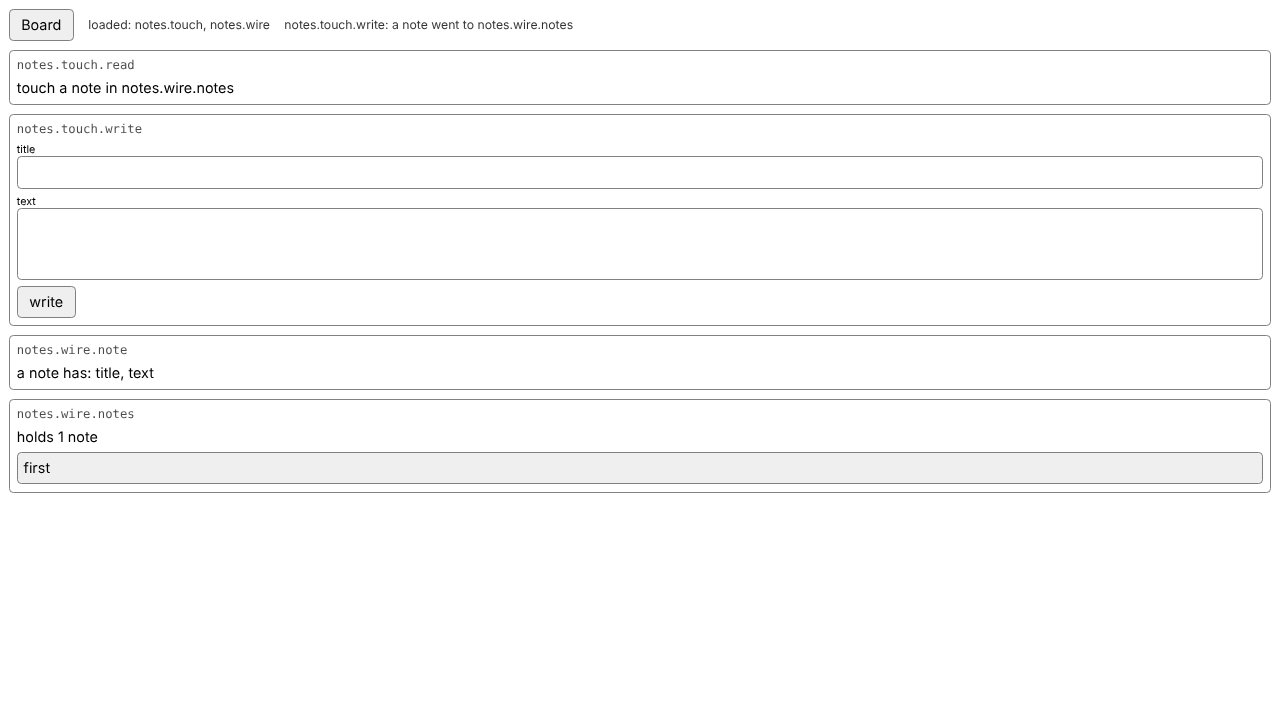 Board loaded: notes.touch, notes.wire notes.touch.write: a note went to notes.wire.notes
notes.touch.read
touch a note in notes.wire.notes
notes.touch.write
title
text
write
notes.wire.note
a note has: title, text
notes.wire.notes
holds 1 note
first